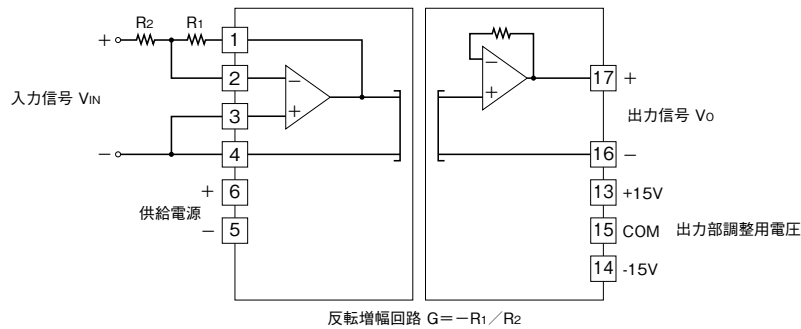 R2 R1
+ 1
2 −
入力信号 VIN
3 +
− 4
+ 6
供給電源
− 5
−
+
17 +
出力信号 VO
16 −
13 +15V
15 COM 出力部調整用電圧
14 -15V
反転増幅回路 G=−R1/R2